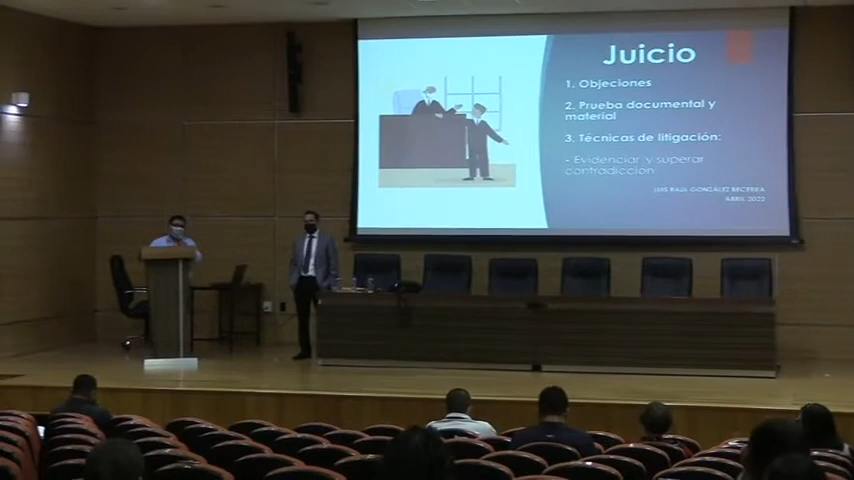 Juicio
1. Objeciones
2. Prueba documental y
material
3. Técnicas de litigación:
- Evidenciar y superar
contradicción
LUIS RAÚL GONZÁLEZ BECERRA
ABRIL 2022